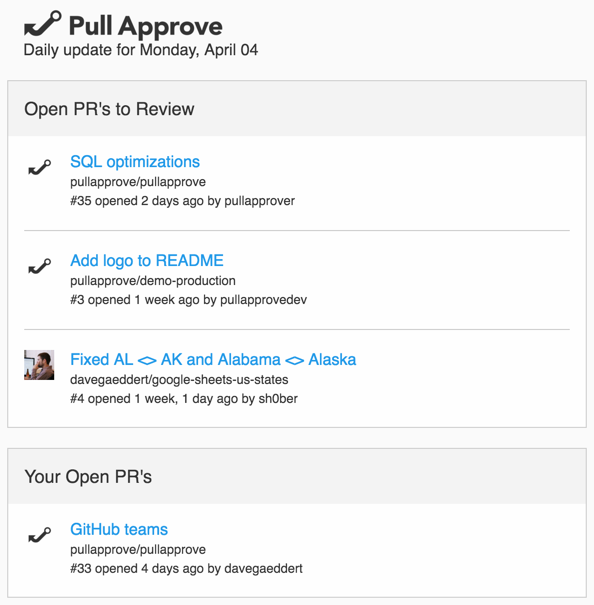 Pull Approve
Daily update for Monday, April 04
Open PR's to Review
SQL optimizations
pullapprove/pullapprove
#35 opened 2 days ago by pullapprover
Add logo to README
pullapprove/demo-production
#3 opened 1 week ago by pullapprovedev
Fixed AL <> AK and Alabama <> Alaska
davegaeddert/google-sheets-us-states
#4 opened 1 week, 1 day ago by sh0ber
Your Open PR's
GitHub teams
pullapprove/pullapprove
#33 opened 4 days ago by davegaeddert